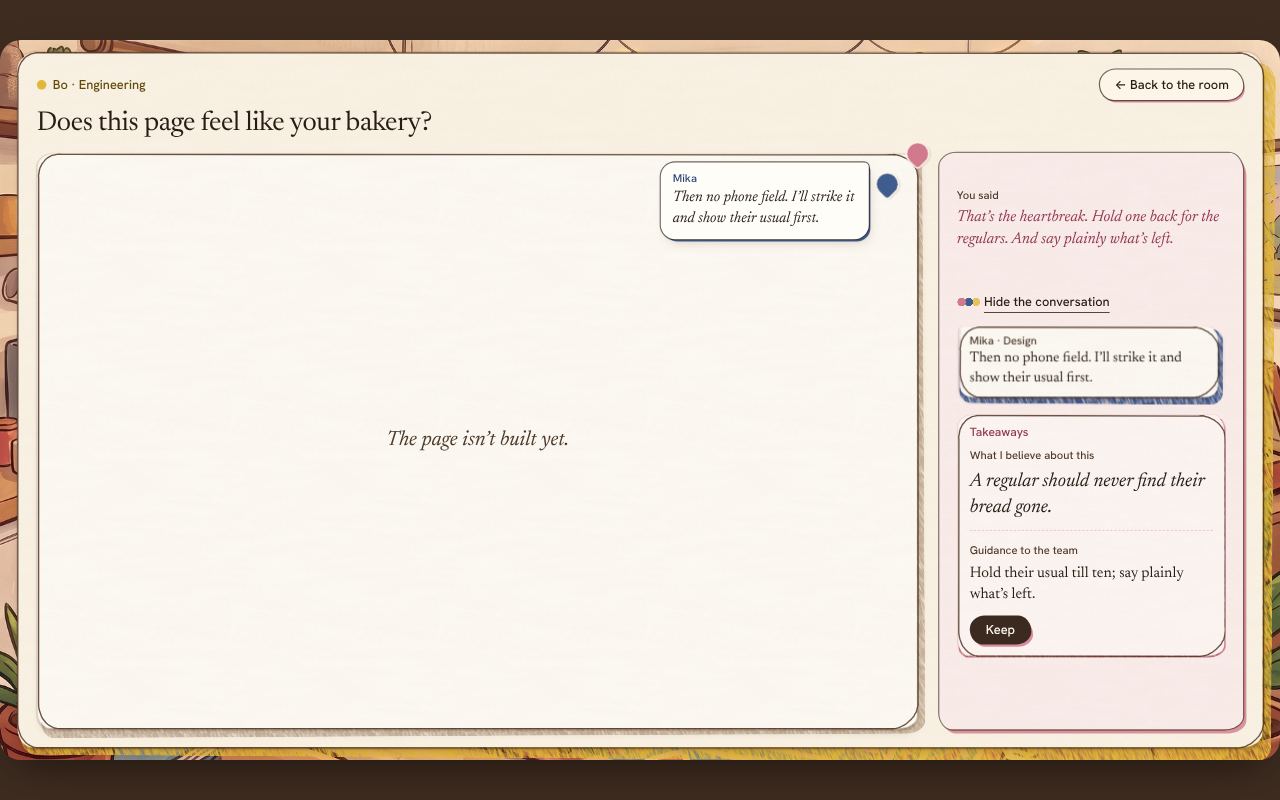 Bo · Engineering
← Back to the room
Does this page feel like your bakery?
Mika
Then no phone field. I’ll strike it
and show their usual first.
The page isn’t built yet.
You said
That’s the heartbreak. Hold one back for the
regulars. And say plainly what’s left.
Hide the conversation
Mika · Design
Then no phone field. I’ll strike it and
show their usual first.
Takeaways
What I believe about this
A regular should never find their
bread gone.
Guidance to the team
Hold their usual till ten; say plainly
what’s left.
Keep